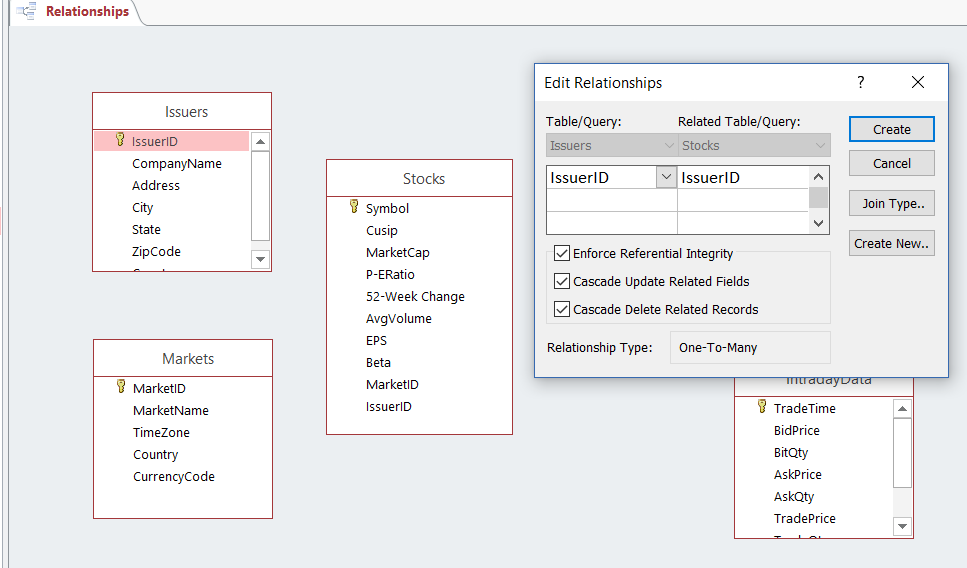 Relationships
Issuers
IssuerID
CompanyName
Address
City
State
ZipCode
Stocks
Symbol
Cusip
MarketCap
P-ERatio
52-Week Change
AvgVolume
EPS
Beta
MarketID
IssuerID
Markets
MarketID
MarketName
TimeZone
Country
CurrencyCode
Edit Relationships ?
Table/Query: Related Table/Query:
Issuers Stocks
IssuerID IssuerID
Enforce Referential Integrity
Cascade Update Related Fields
Cascade Delete Related Records
Relationship Type: One-To-Many
Create
Cancel
Join Type..
Create New..
IntradayData
TradeTime
BidPrice
BitQty
AskPrice
AskQty
TradePrice